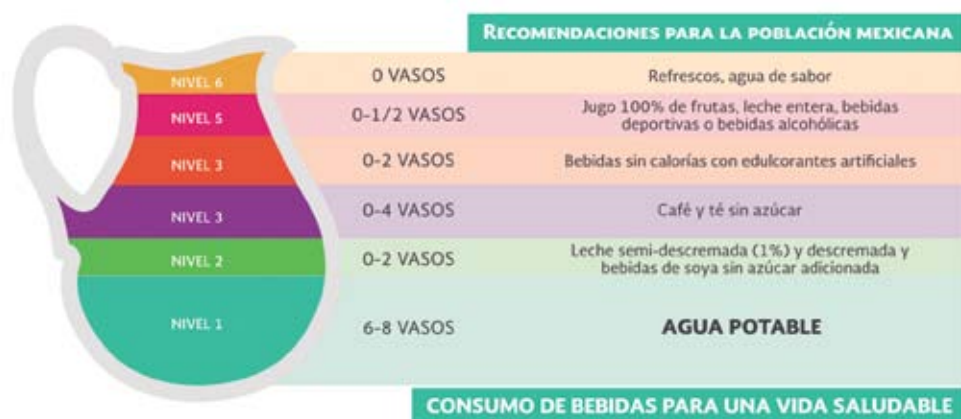 RECOMENDACIONES PARA LA POBLACIÓN MEXICANA
NIVEL 6 0 VASOS Refrescos, agua de sabor
NIVEL 5 0-1/2 VASOS Jugo 100% de frutas, leche entera, bebidas
deportivas o bebidas alcohólicas
NIVEL 3 0-2 VASOS Bebidas sin calorías con edulcorantes artificiales
NIVEL 3 0-4 VASOS Café y té sin azúcar
NIVEL 2 0-2 VASOS Leche semi-descremada (1%) y descremada y
bebidas de soya sin azúcar adicionada
NIVEL 1 6-8 VASOS AGUA POTABLE
CONSUMO DE BEBIDAS PARA UNA VIDA SALUDABLE